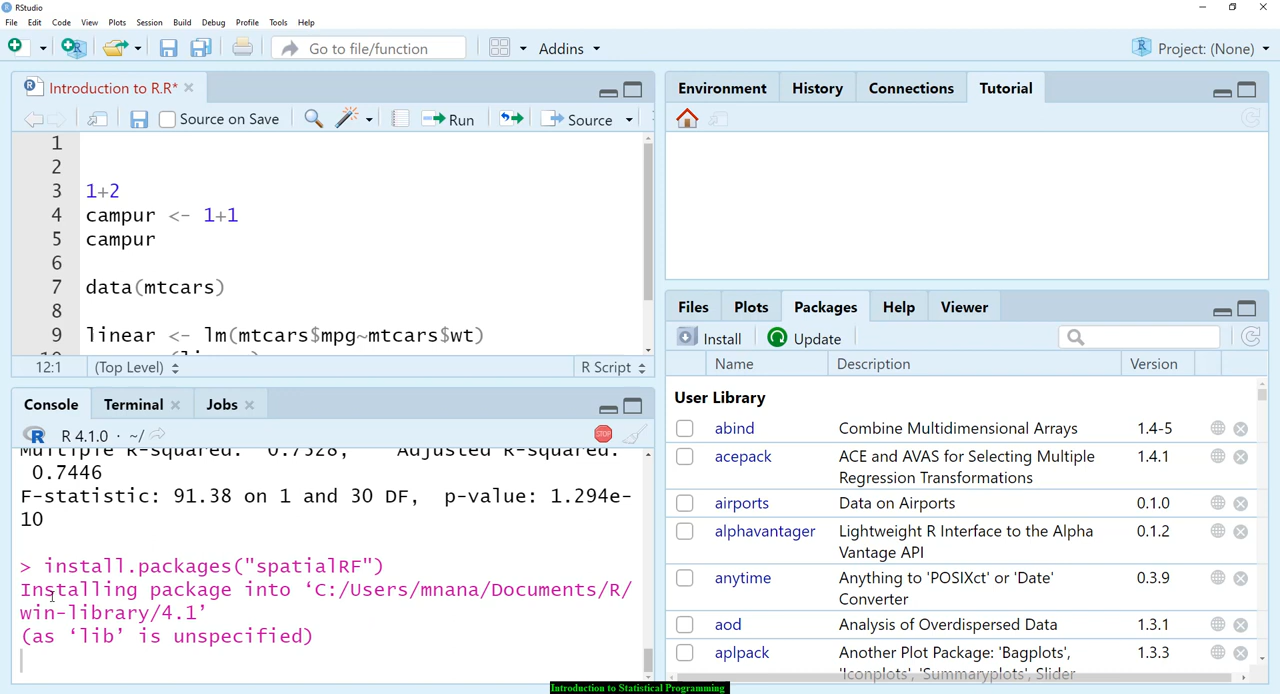 RStudio
File Edit Code View Plots Session Build Debug Profile Tools Help
Go to file/function Addins Project: (None)
Introduction to R.R*
Source on Save Run Source
1
2
3 1+2
4 campur <- 1+1
5 campur
6
7 data(mtcars)
8
9 linear <- lm(mtcars$mpg~mtcars$wt)
12:1 (Top Level) R Script
Console Terminal Jobs
R 4.1.0 · ~/
Multiple R-squared: 0.7528, Adjusted R-squared:
0.7446
F-statistic: 91.38 on 1 and 30 DF, p-value: 1.294e-
10
> install.packages("spatialRF")
Installing package into ‘C:/Users/mnana/Documents/R/
win-library/4.1’
(as ‘lib’ is unspecified)
Environment History Connections Tutorial
Files Plots Packages Help Viewer
Install Update
Name Description Version
User Library
abind Combine Multidimensional Arrays 1.4-5
acepack ACE and AVAS for Selecting Multiple 1.4.1
Regression Transformations
airports Data on Airports 0.1.0
alphavantager Lightweight R Interface to the Alpha 0.1.2
Vantage API
anytime Anything to 'POSIXct' or 'Date' 0.3.9
Converter
aod Analysis of Overdispersed Data 1.3.1
aplpack Another Plot Package: 'Bagplots', 1.3.3
'Iconplots', 'Summaryplots', Slider
Introduction to Statistical Programming